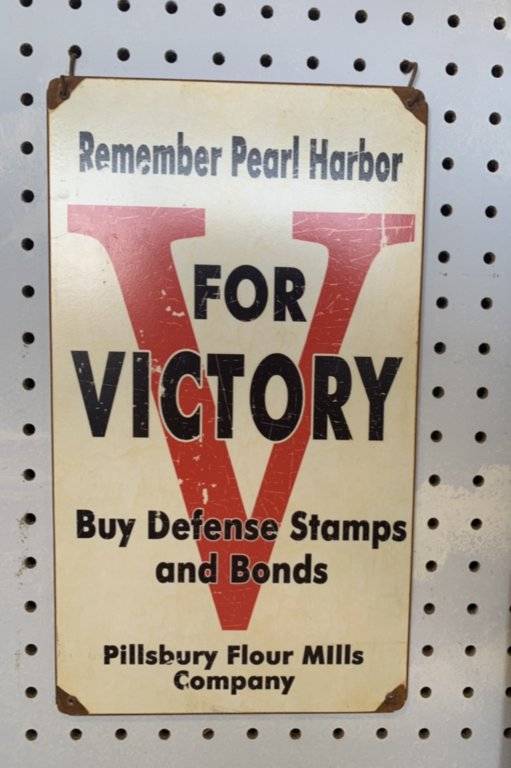 Remember Pearl Harbor
V
FOR
VICTORY
Buy Defense Stamps
and Bonds
Pillsbury Flour MIlls
Company